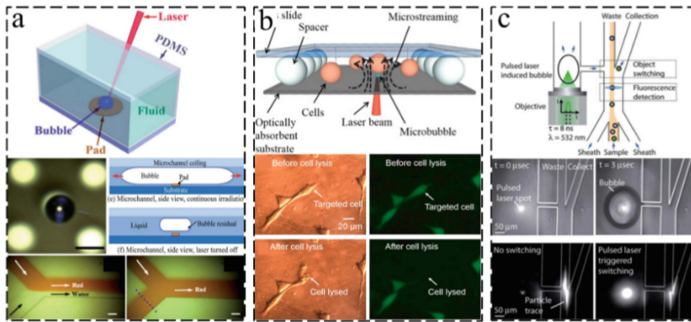 a
Laser
PDMS
Fluid
Bubble
Pad
Microchannel ceiling
Bubble
Pad
Substrate
(e) Microchannel, side view, continuous irradiatio
Liquid
Bubble residual
(f) Microchannel, side view, laser turned off
Red
Water
Red
b
s slide
Spacer
Microstreaming
Cells
Optically
absorbent
substrate
Laser beam
Microbubble
Before cell lysis
Targeted cell
20 μm
Before cell lysis
Targeted cell
After cell lysis
Cell lysed
After cell lysis
Cell lysed
c
Waste
Collection
Pulsed laser
induced bubble
Object
switching
Fluorescence
detection
Objective
τ = 8 ns
λ = 532 nm
Sheath
Sample
Sheath
t = 0 μsec
Waste
Collect
Pulsed
laser spot
50 μm
t = 3 μsec
Bubble
No switching
Particle
trace
50 μm
Pulsed laser
triggered
switching